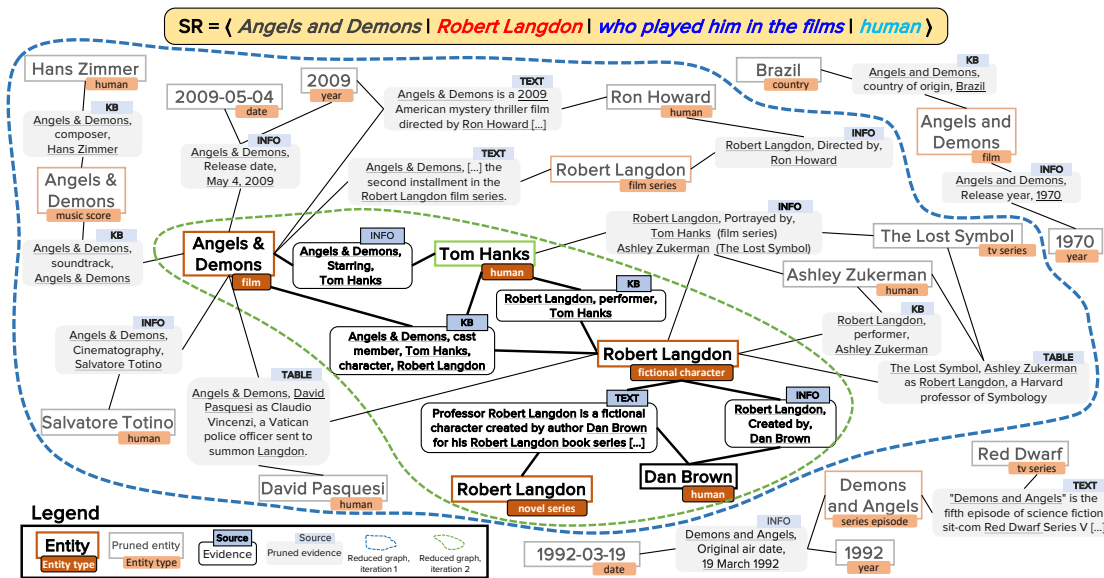 SR = ⟨ Angels and Demons | Robert Langdon | who played him in the films | human ⟩
Hans Zimmer
human
KB
Angels & Demons,
composer,
Hans Zimmer
Angels &
Demons
music score
KB
Angels & Demons,
soundtrack,
Angels & Demons
2009-05-04
date
2009
year
INFO
Angels & Demons,
Release date,
May 4, 2009
TEXT
Angels & Demons is a 2009
American mystery thriller film
directed by Ron Howard [...]
Ron Howard
human
TEXT
Angels & Demons, [...] the
second installment in the
Robert Langdon film series.
Robert Langdon
film series
INFO
Robert Langdon, Directed by,
Ron Howard
Brazil
country
KB
Angels and Demons,
country of origin, Brazil
Angels and
Demons
film
INFO
Angels and Demons,
Release year, 1970
1970
year
Angels &
Demons
film
INFO
Angels & Demons,
Starring,
Tom Hanks
Tom Hanks
human
INFO
Robert Langdon, Portrayed by,
Tom Hanks (film series)
Ashley Zukerman (The Lost Symbol)
The Lost Symbol
tv series
Ashley Zukerman
human
KB
Robert Langdon, performer,
Tom Hanks
KB
Angels & Demons, cast
member, Tom Hanks,
character, Robert Langdon
KB
Robert Langdon,
performer,
Ashley Zukerman
Robert Langdon
fictional character
TABLE
The Lost Symbol, Ashley Zukerman
as Robert Langdon, a Harvard
professor of Symbology
INFO
Angels & Demons,
Cinematography,
Salvatore Totino
Salvatore Totino
human
TABLE
Angels & Demons, David
Pasquesi as Claudio
Vincenzi, a Vatican
police officer sent to
summon Langdon.
David Pasquesi
human
TEXT
Professor Robert Langdon is a fictional
character created by author Dan Brown
for his Robert Langdon book series [...]
INFO
Robert Langdon,
Created by,
Dan Brown
Robert Langdon
novel series
Dan Brown
human
Demons
and Angels
series episode
Red Dwarf
tv series
TEXT
"Demons and Angels" is the
fifth episode of science fiction
sit-com Red Dwarf Series V [...]
INFO
Demons and Angels,
Original air date,
19 March 1992
1992-03-19
date
1992
year
Legend
Entity
Entity type
Pruned entity
Entity type
Source
Evidence
Source
Pruned evidence
Reduced graph,
iteration 1
Reduced graph,
iteration 2